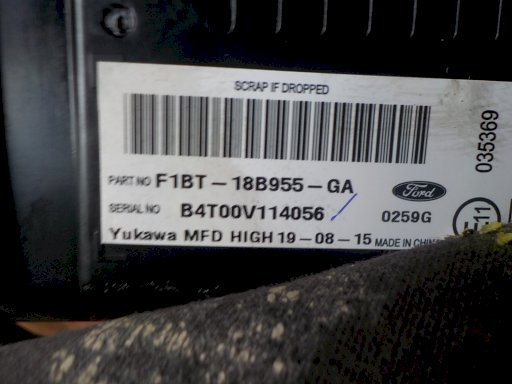 SCRAP IF DROPPED
PART NO F1BT-18B955-GA
Ford
SERIAL NO B4T00V114056
0259G
Yukawa MFD HIGH 19-08-15 MADE IN CHINA
035369
E11